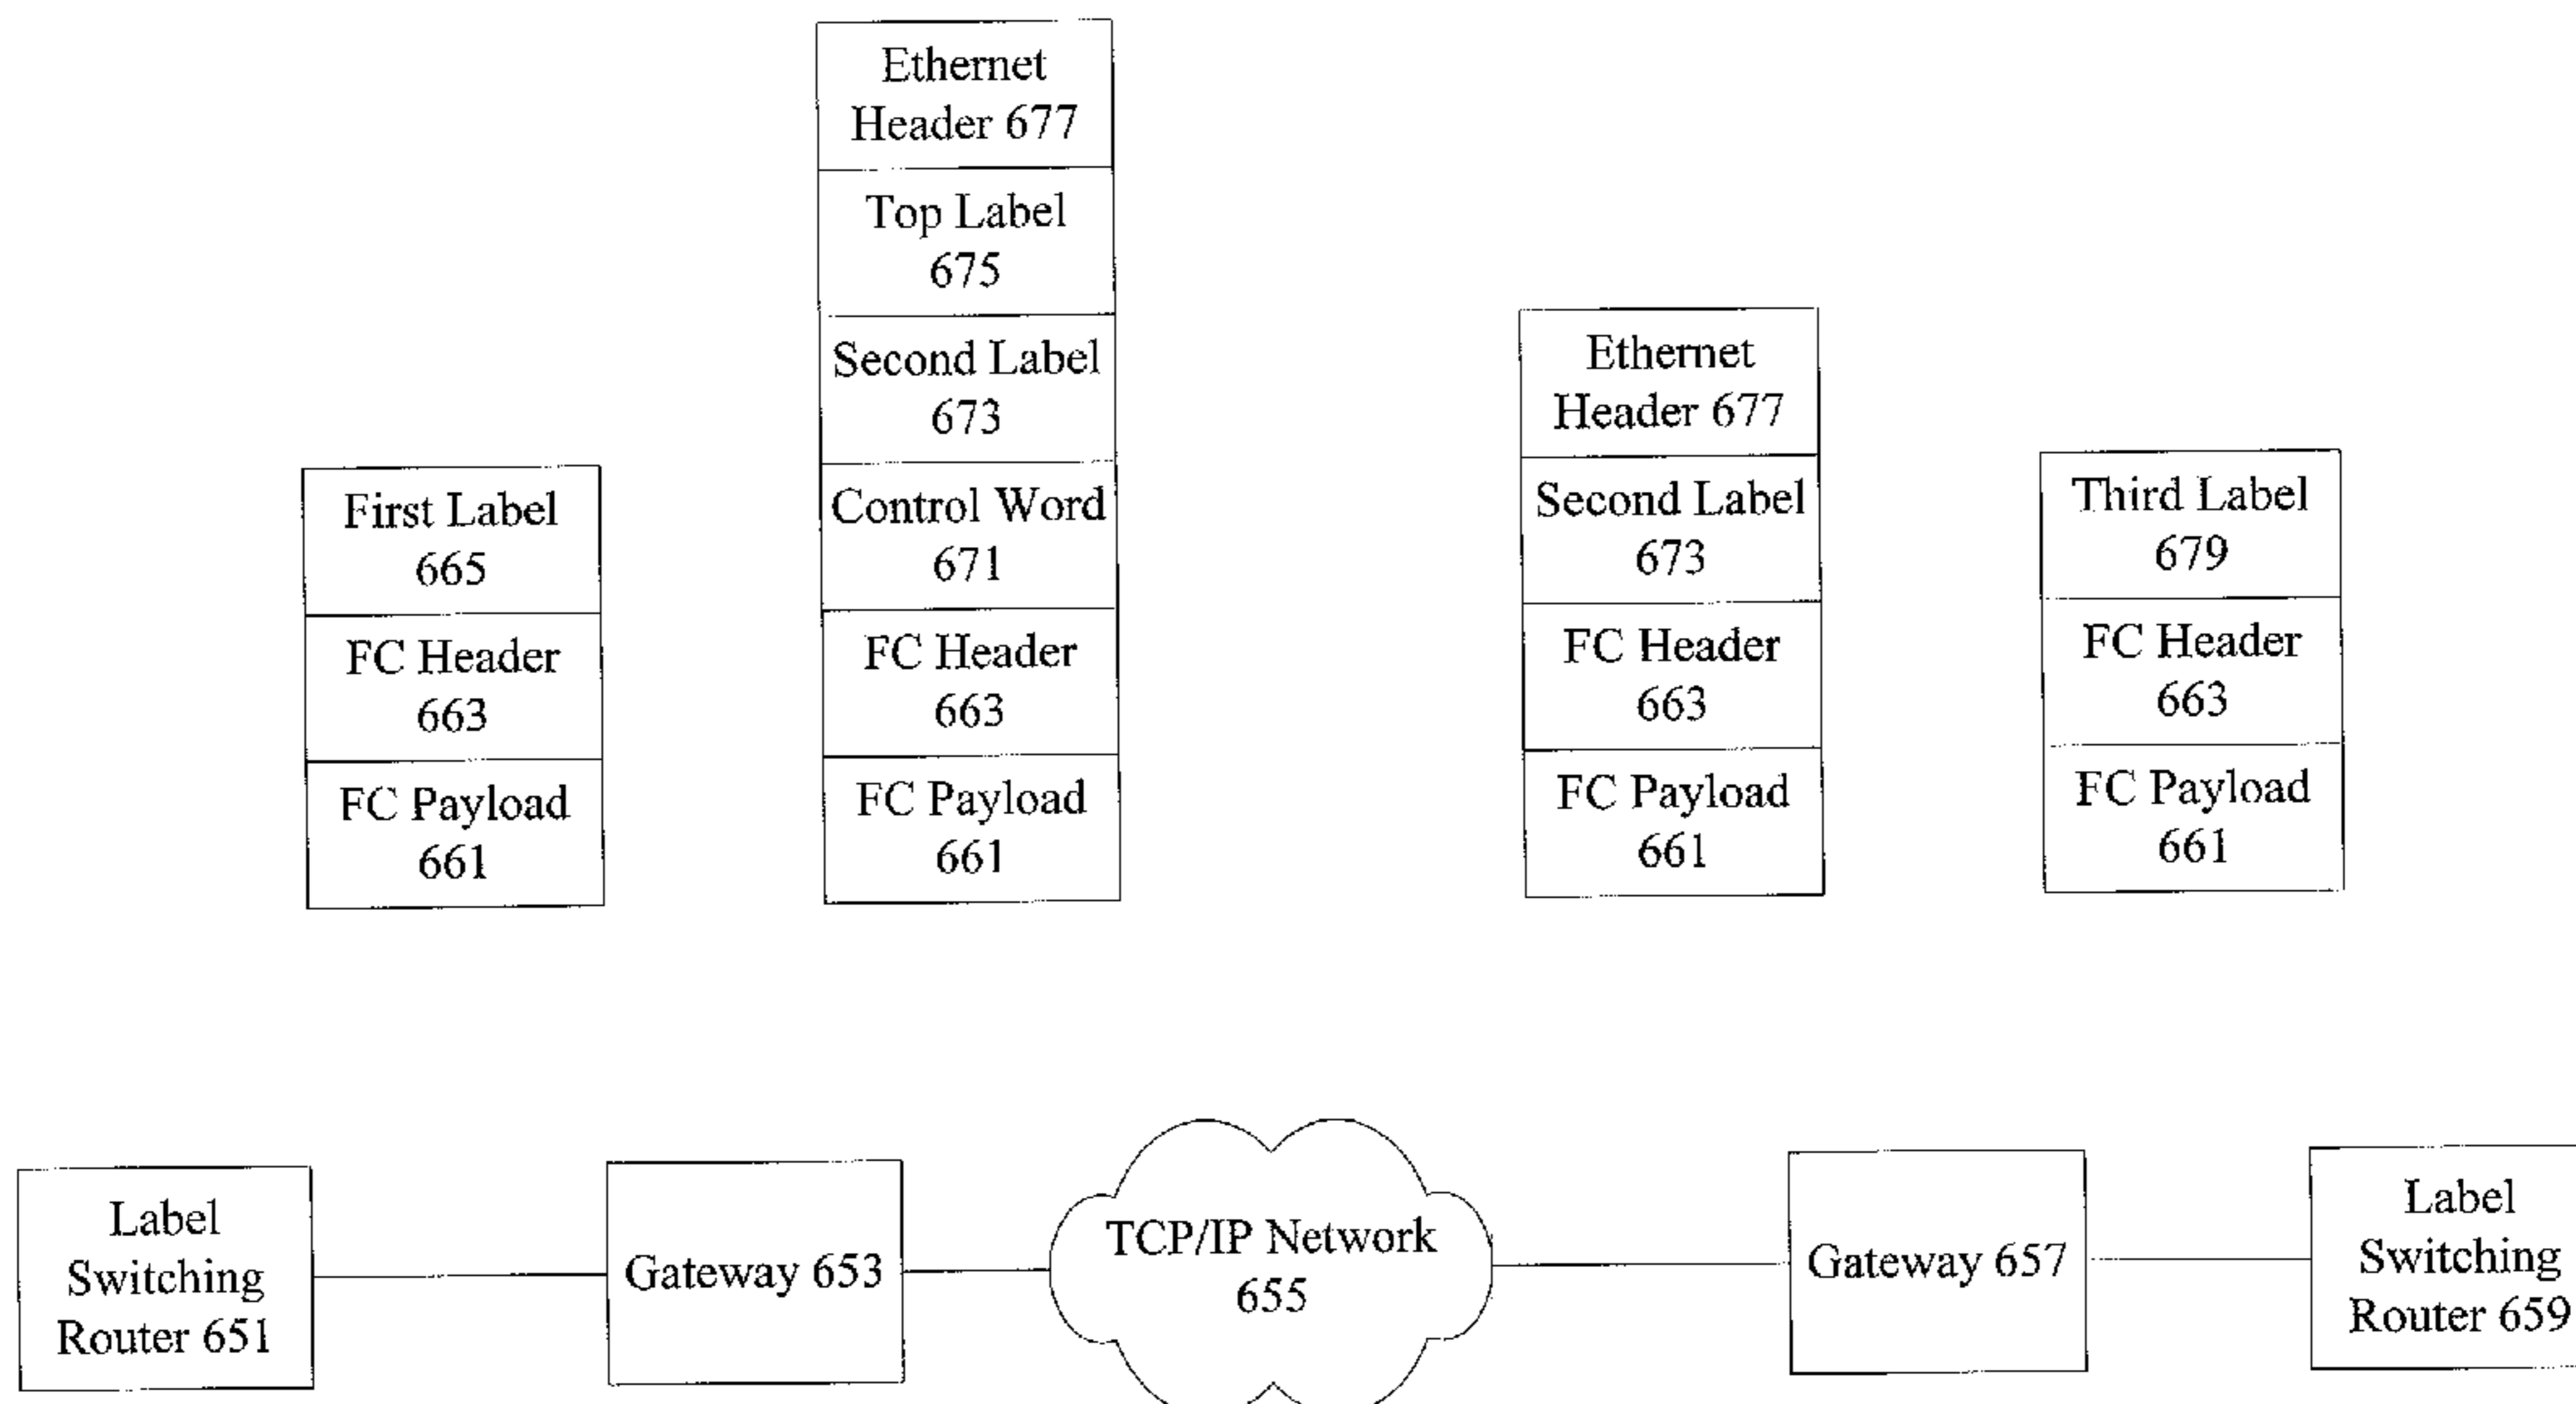 Ethernet
Header 677
Top Label
675
Second Label
673
Control Word
671
FC Header
663
FC Payload
661
First Label
665
FC Header
663
FC Payload
661
Ethernet
Header 677
Second Label
673
FC Header
663
FC Payload
661
Third Label
679
FC Header
663
FC Payload
661
Label
Switching
Router 651
Gateway 653
TCP/IP Network
655
Gateway 657
Label
Switching
Router 659